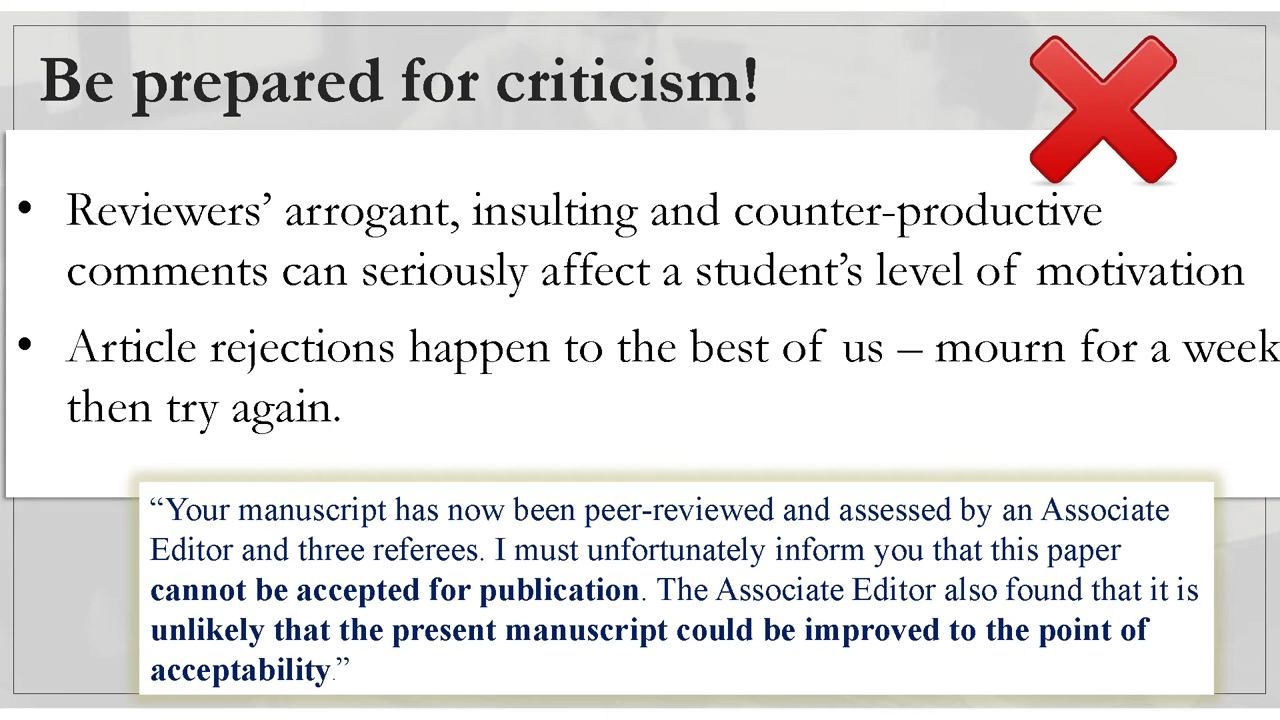 Be prepared for criticism!
• Reviewers’ arrogant, insulting and counter-productive
comments can seriously affect a student’s level of motivation
• Article rejections happen to the best of us – mourn for a week
then try again.
“Your manuscript has now been peer-reviewed and assessed by an Associate
Editor and three referees. I must unfortunately inform you that this paper
cannot be accepted for publication. The Associate Editor also found that it is
unlikely that the present manuscript could be improved to the point of
acceptability.”